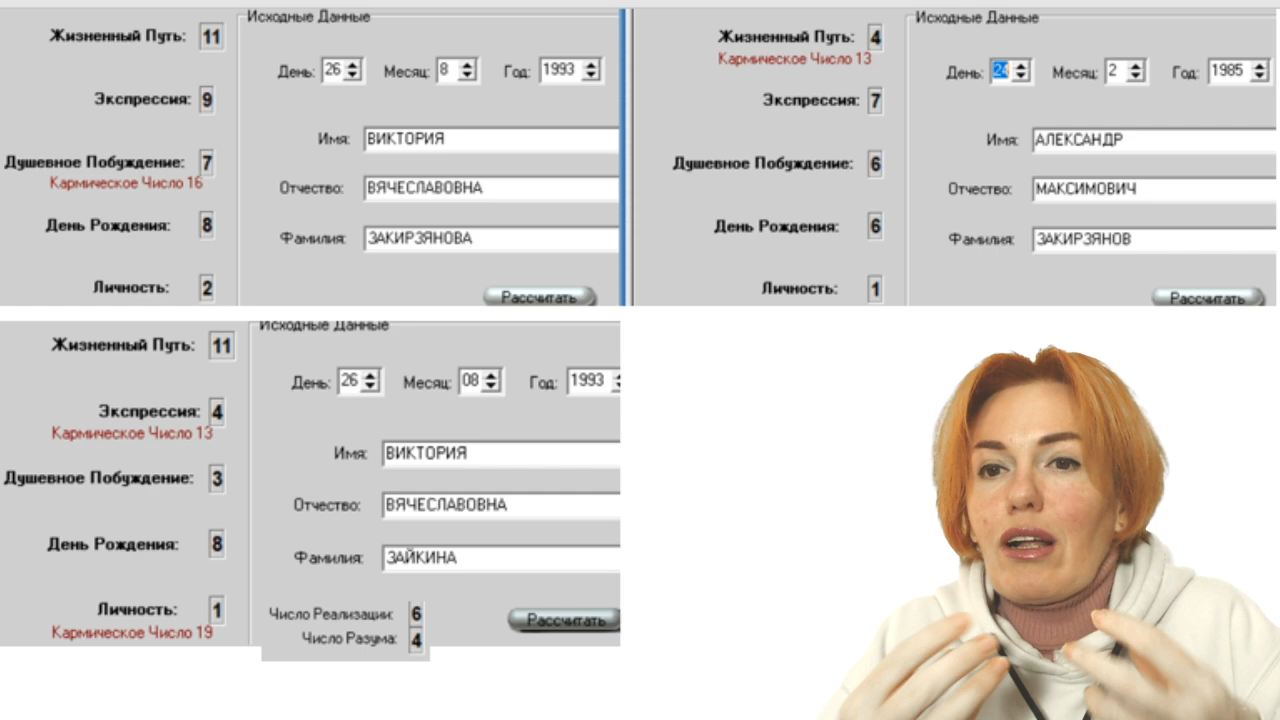 Исходные Данные
Жизненный Путь: 11
День: 26 Месяц: 8 Год: 1993
Экспрессия: 9
Имя: ВИКТОРИЯ
Душевное Побуждение: 7
Кармическое Число 16
Отчество: ВЯЧЕСЛАВОВНА
День Рождения: 8
Фамилия: ЗАКИРЗЯНОВА
Личность: 2
Рассчитать
Исходные Данные
Жизненный Путь: 4
Кармическое Число 13
День: 24 Месяц: 2 Год: 1985
Экспрессия: 7
Имя: АЛЕКСАНДР
Душевное Побуждение: 6
Отчество: МАКСИМОВИЧ
День Рождения: 6
Фамилия: ЗАКИРЗЯНОВ
Личность: 1
Рассчитать
Исходные Данные
Жизненный Путь: 11
День: 26 Месяц: 08 Год: 1993
Экспрессия: 4
Кармическое Число 13
Имя: ВИКТОРИЯ
Душевное Побуждение: 3
Отчество: ВЯЧЕСЛАВОВНА
День Рождения: 8
Фамилия: ЗАЙКИНА
Личность: 1
Кармическое Число 19
Число Реализации: 6
Число Разума: 4
Рассчитать